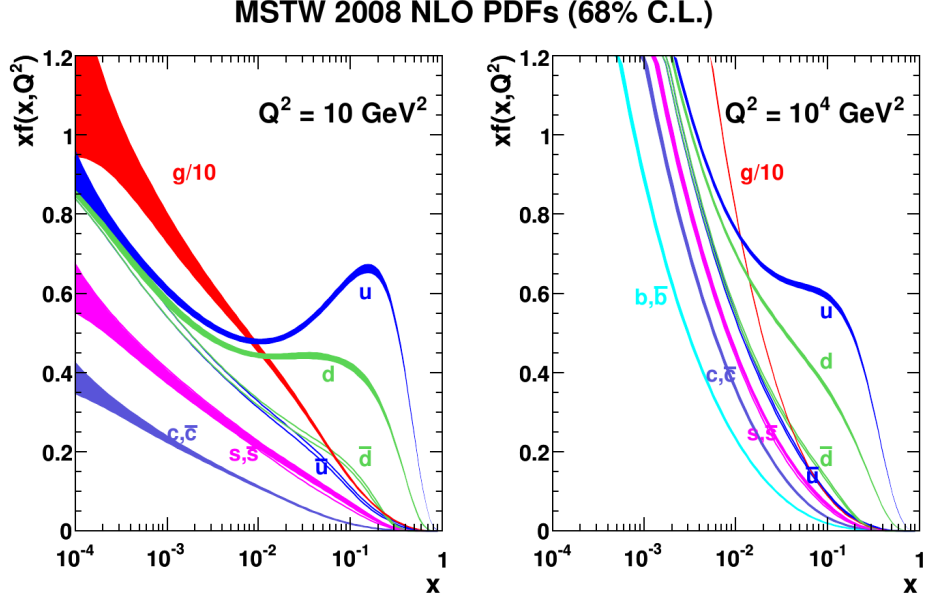 MSTW 2008 NLO PDFs (68% C.L.)
xf(x,Q²)
1.2
1
0.8
0.6
0.4
0.2
0
Q² = 10 GeV²
g/10
u
d
c,c̄
s,s̄
ū
d̄
10⁻⁴
10⁻³
10⁻²
10⁻¹
1
x
xf(x,Q²)
1.2
1
0.8
0.6
0.4
0.2
0
Q² = 10⁴ GeV²
g/10
b,b̄
u
d
c,c̄
s,s̄
d̄
ū
10⁻⁴
10⁻³
10⁻²
10⁻¹
1
x